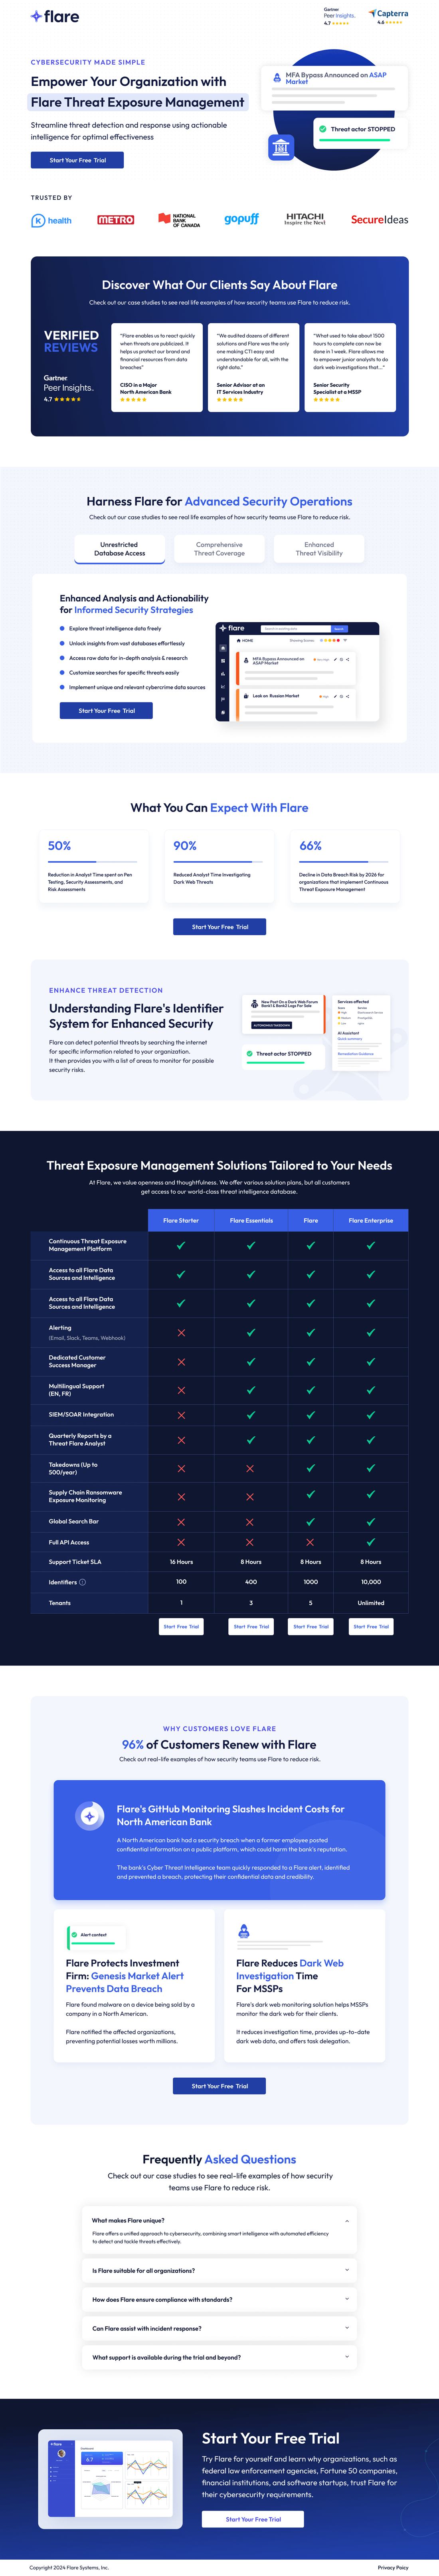 flare
Gartner
Peer Insights.
4.7
Capterra
4.6
CYBERSECURITY MADE SIMPLE
Empower Your Organization with
Flare Threat Exposure Management
Streamline threat detection and response using actionable
intelligence for optimal effectiveness
Start Your Free Trial
MFA Bypass Announced on ASAP
Market
Threat actor STOPPED
TRUSTED BY
K health
METRO
NATIONAL
BANK
OF CANADA
gopuff
HITACHI
Inspire the Next
SecureIdeas
Discover What Our Clients Say About Flare
Check out our case studies to see real life examples of how security teams use Flare to reduce risk.
VERIFIED
REVIEWS
Gartner
Peer Insights.
4.7
"Flare enables us to react quickly
when threats are publicized. It
helps us protect our brand and
financial resources from data
breaches"
CISO in a Major
North American Bank
"We audited dozens of different
solutions and Flare was the only
one making CTI easy and
understandable for all, with the
right data."
Senior Advisor at an
IT Services Industry
"What used to take about 1500
hours to complete can now be
done in 1 week. Flare allows me
to empower junior analysts to do
dark web investigations that..."
Senior Security
Specialist at a MSSP
Harness Flare for Advanced Security Operations
Check out our case studies to see real life examples of how security teams use Flare to reduce risk.
Unrestricted
Database Access
Comprehensive
Threat Coverage
Enhanced
Threat Visibility
Enhanced Analysis and Actionability
for Informed Security Strategies
Explore threat intelligence data freely
Unlock insights from vast databases effortlessly
Access raw data for in-depth analysis & research
Customize searches for specific threats easily
Implement unique and relevant cybercrime data sources
Start Your Free Trial
flare
HOME
MFA Bypass Announced on
ASAP Market
Leak on Russian Market
What You Can Expect With Flare
50%
Reduction in Analyst Time spent on Pen
Testing, Security Assessments, and
Risk Assessments
90%
Reduced Analyst Time Investigating
Dark Web Threats
66%
Decline in Data Breach Risk by 2026 for
organizations that implement Continuous
Threat Exposure Management
Start Your Free Trial
ENHANCE THREAT DETECTION
Understanding Flare's Identifier
System for Enhanced Security
Flare can detect potential threats by searching the internet
for specific information related to your organization.
It then provides you with a list of areas to monitor for possible
security risks.
New Post On a Dark Web Forum
Bank1 & Bank2 Logs For Sale
AUTONOMOUS TAKEDOWN
Threat actor STOPPED
Services effected
AI Assistant
Quick summary
Remediation Guidance
Threat Exposure Management Solutions Tailored to Your Needs
At Flare, we value openness and thoughtfulness. We offer various solution plans, but all customers
get access to our world-class threat intelligence database.
Flare Starter Flare Essentials Flare Flare Enterprise
Continuous Threat Exposure
Management Platform
Access to all Flare Data
Sources and Intelligence
Access to all Flare Data
Sources and Intelligence
Alerting
(Email, Slack, Teams, Webhook)
Dedicated Customer
Success Manager
Multilingual Support
(EN, FR)
SIEM/SOAR Integration
Quarterly Reports by a
Threat Flare Analyst
Takedowns (Up to
500/year)
Supply Chain Ransomware
Exposure Monitoring
Global Search Bar
Full API Access
Support Ticket SLA 16 Hours 8 Hours 8 Hours 8 Hours
Identifiers 100 400 1000 10,000
Tenants 1 3 5 Unlimited
Start Free Trial Start Free Trial Start Free Trial Start Free Trial
WHY CUSTOMERS LOVE FLARE
96% of Customers Renew with Flare
Check out real-life examples of how security teams use Flare to reduce risk.
Flare's GitHub Monitoring Slashes Incident Costs for
North American Bank
A North American bank had a security breach when a former employee posted
confidential information on a public platform, which could harm the bank's reputation.
The bank's Cyber Threat Intelligence team quickly responded to a Flare alert, identified
and prevented a breach, protecting their confidential data and credibility.
Alert context
Flare Protects Investment
Firm: Genesis Market Alert
Prevents Data Breach
Flare found malware on a device being sold by a
company in a North American.
Flare notified the affected organizations,
preventing potential losses worth millions.
Flare Reduces Dark Web
Investigation Time
For MSSPs
Flare's dark web monitoring solution helps MSSPs
monitor the dark web for their clients.
It reduces investigation time, provides up-to-date
dark web data, and offers task delegation.
Start Your Free Trial
Frequently Asked Questions
Check out our case studies to see real-life examples of how security
teams use Flare to reduce risk.
What makes Flare unique?
Flare offers a unified approach to cybersecurity, combining smart intelligence with automated efficiency
to detect and tackle threats effectively.
Is Flare suitable for all organizations?
How does Flare ensure compliance with standards?
Can Flare assist with incident response?
What support is available during the trial and beyond?
flare
Start Your Free Trial
Try Flare for yourself and learn why organizations, such as
federal law enforcement agencies, Fortune 50 companies,
financial institutions, and software startups, trust Flare for
their cybersecurity requirements.
Start Your Free Trial
Copyright 2024 Flare Systems, Inc.
Privacy Paicy